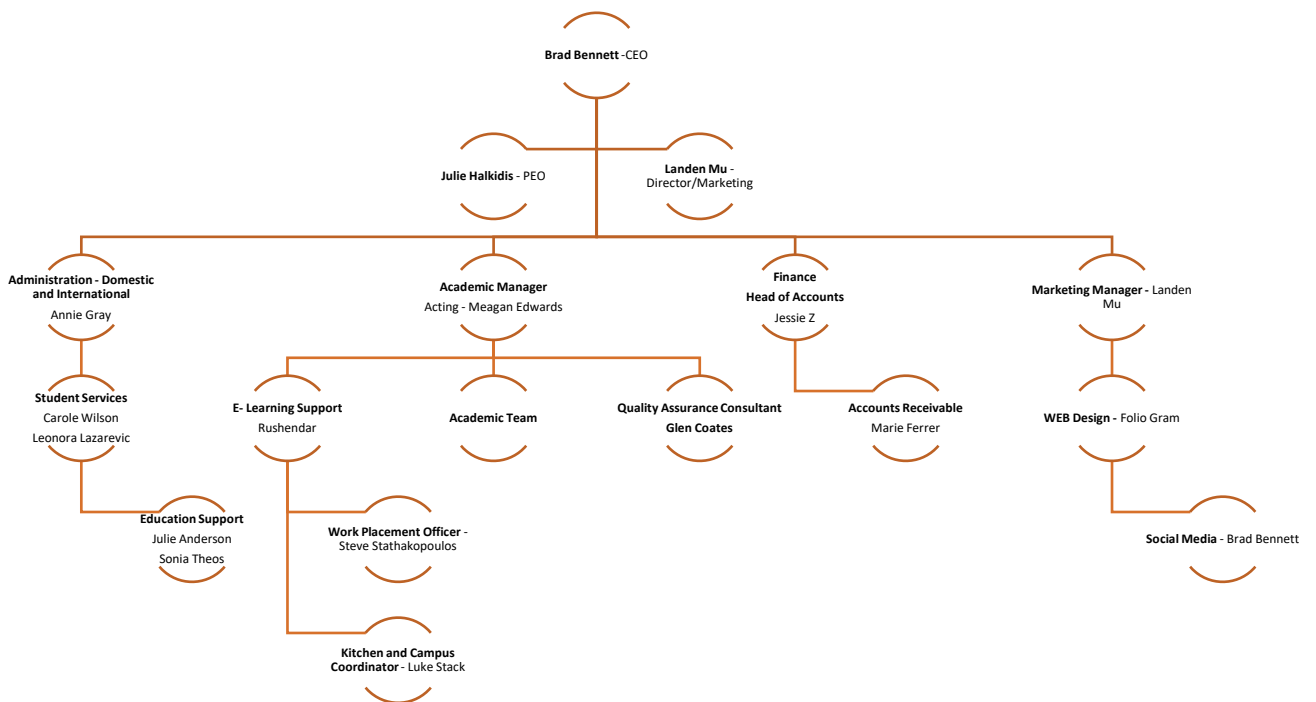 Brad Bennett -CEO
Julie Halkidis - PEO
Landen Mu -
Director/Marketing
Administration - Domestic
and International
Annie Gray
Academic Manager
Acting - Meagan Edwards
Finance
Head of Accounts
Jessie Z
Marketing Manager - Landen
Mu
Student Services
Carole Wilson
Leonora Lazarevic
E- Learning Support
Rushendar
Academic Team
Quality Assurance Consultant
Glen Coates
Accounts Receivable
Marie Ferrer
WEB Design - Folio Gram
Education Support
Julie Anderson
Sonia Theos
Work Placement Officer -
Steve Stathakopoulos
Social Media - Brad Bennett
Kitchen and Campus
Coordinator - Luke Stack